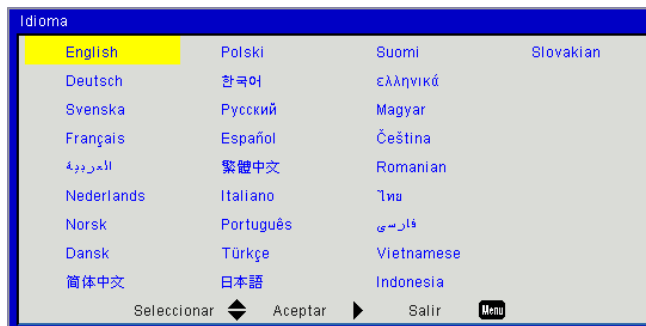 Idioma
English Polski Suomi Slovakian
Deutsch 한국어 ελληνικά
Svenska Русский Magyar
Français Español Čeština
العربية 繁體中文 Romanian
Nederlands Italiano ไทย
Norsk Português فارسی
Dansk Türkçe Vietnamese
简体中文 日本語 Indonesia
Seleccionar Aceptar Salir Menu